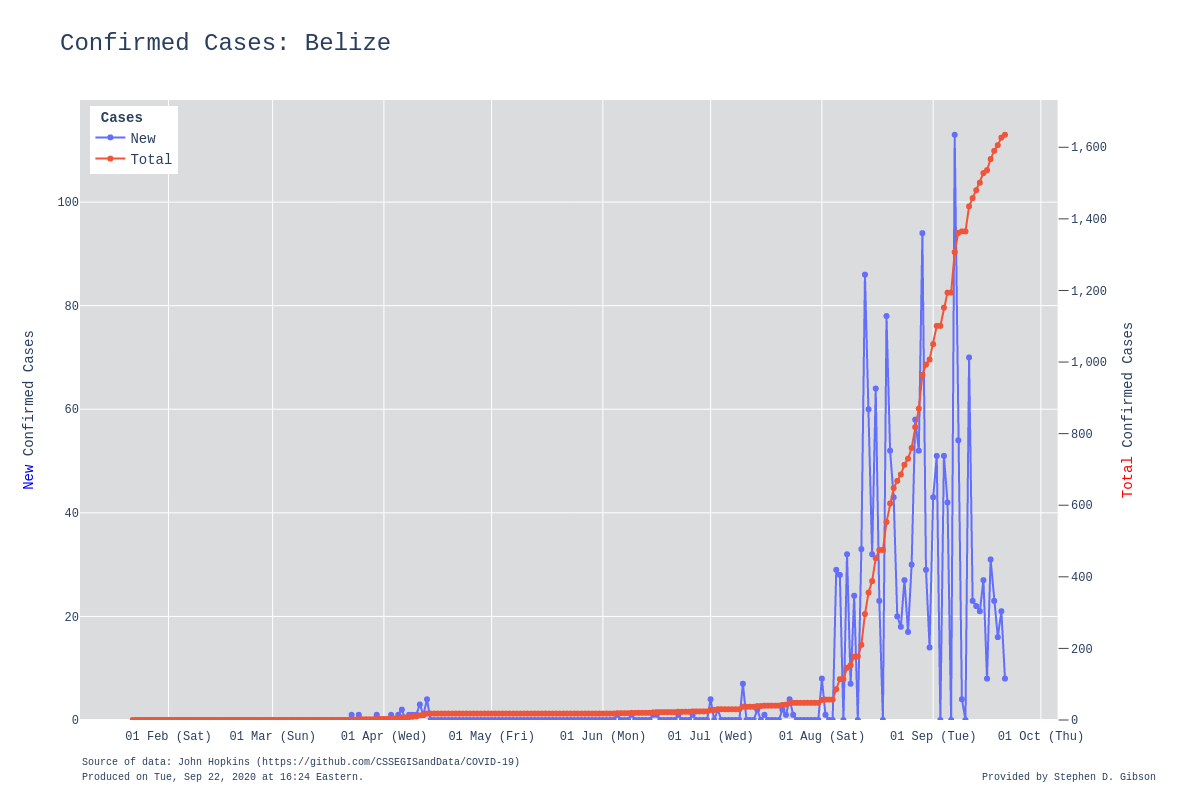 Confirmed Cases: Belize
Cases
New
Total
100
80
60
40
20
0
1,600
1,400
1,200
1,000
800
600
400
200
0
New Confirmed Cases
Total Confirmed Cases
01 Feb (Sat) 01 Mar (Sun) 01 Apr (Wed) 01 May (Fri) 01 Jun (Mon) 01 Jul (Wed) 01 Aug (Sat) 01 Sep (Tue) 01 Oct (Thu)
Source of data: John Hopkins (https://github.com/CSSEGISandData/COVID-19)
Produced on Tue, Sep 22, 2020 at 16:24 Eastern.
Provided by Stephen D. Gibson